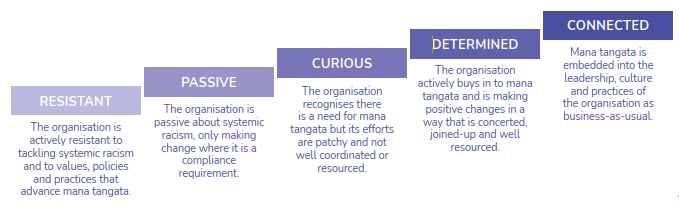 RESISTANT
The organisation is
actively resistant to
tackling systemic racism
and to values, policies
and practices that
advance mana tangata.
PASSIVE
The organisation is
passive about systemic
racism, only making
change where it is a
compliance
requirement.
CURIOUS
The organisation
recognises there
is a need for mana
tangata but its efforts
are patchy and not
well coordinated or
resourced.
DETERMINED
The organisation
actively buys in to mana
tangata and is making
positive changes in a
way that is concerted,
joined-up and well
resourced.
CONNECTED
Mana tangata is
embedded into the
leadership, culture
and practices of
the organisation as
business-as-usual.